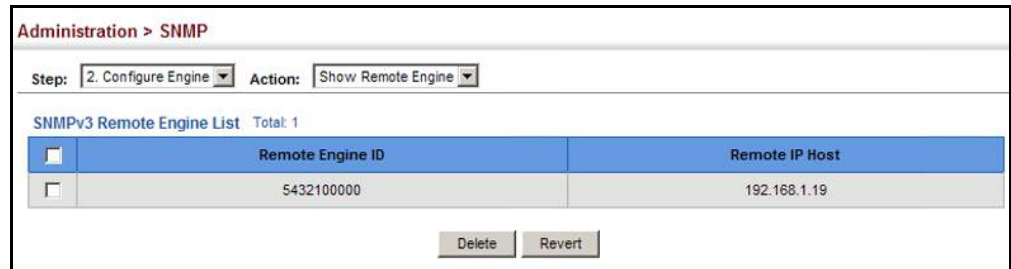 Administration > SNMP
Step: 2. Configure Engine Action: Show Remote Engine
SNMPv3 Remote Engine List Total: 1
Remote Engine ID Remote IP Host
5432100000 192.168.1.19
Delete Revert